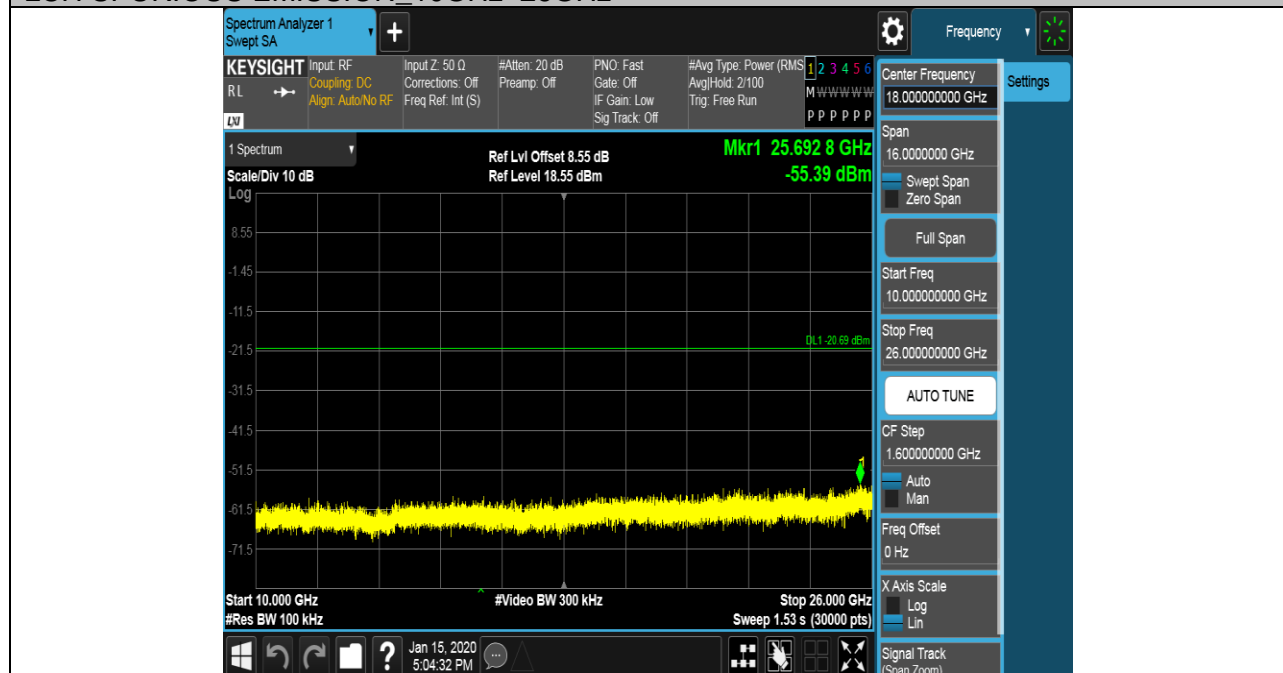 Spectrum Analyzer 1
Swept SA
+
Frequency
KEYSIGHT
RL
LXI
Input: RF
Coupling: DC
Align: Auto/No RF
Input Z: 50 Ω
Corrections: Off
Freq Ref: Int (S)
#Atten: 20 dB
Preamp: Off
PNO: Fast
Gate: Off
IF Gain: Low
Sig Track: Off
#Avg Type: Power (RMS
Avg|Hold: 2/100
Trig: Free Run
1 2 3 4 5 6
M W W W W W
P P P P P P
1 Spectrum
Scale/Div 10 dB
Log
Ref Lvl Offset 8.55 dB
Ref Level 18.55 dBm
Mkr1 25.692 8 GHz
-55.39 dBm
8.55
-1.45
-11.5
-21.5
-31.5
-41.5
-51.5
-61.5
-71.5
DL1 -20.69 dBm
1
Start 10.000 GHz
#Res BW 100 kHz
#Video BW 300 kHz
Stop 26.000 GHz
Sweep 1.53 s (30000 pts)
Center Frequency
18.000000000 GHz
Settings
Span
16.0000000 GHz
Swept Span
Zero Span
Full Span
Start Freq
10.000000000 GHz
Stop Freq
26.000000000 GHz
AUTO TUNE
CF Step
1.600000000 GHz
Auto
Man
Freq Offset
0 Hz
X Axis Scale
Log
Lin
Signal Track
(Span Zoom)
?
Jan 15, 2020
5:04:32 PM